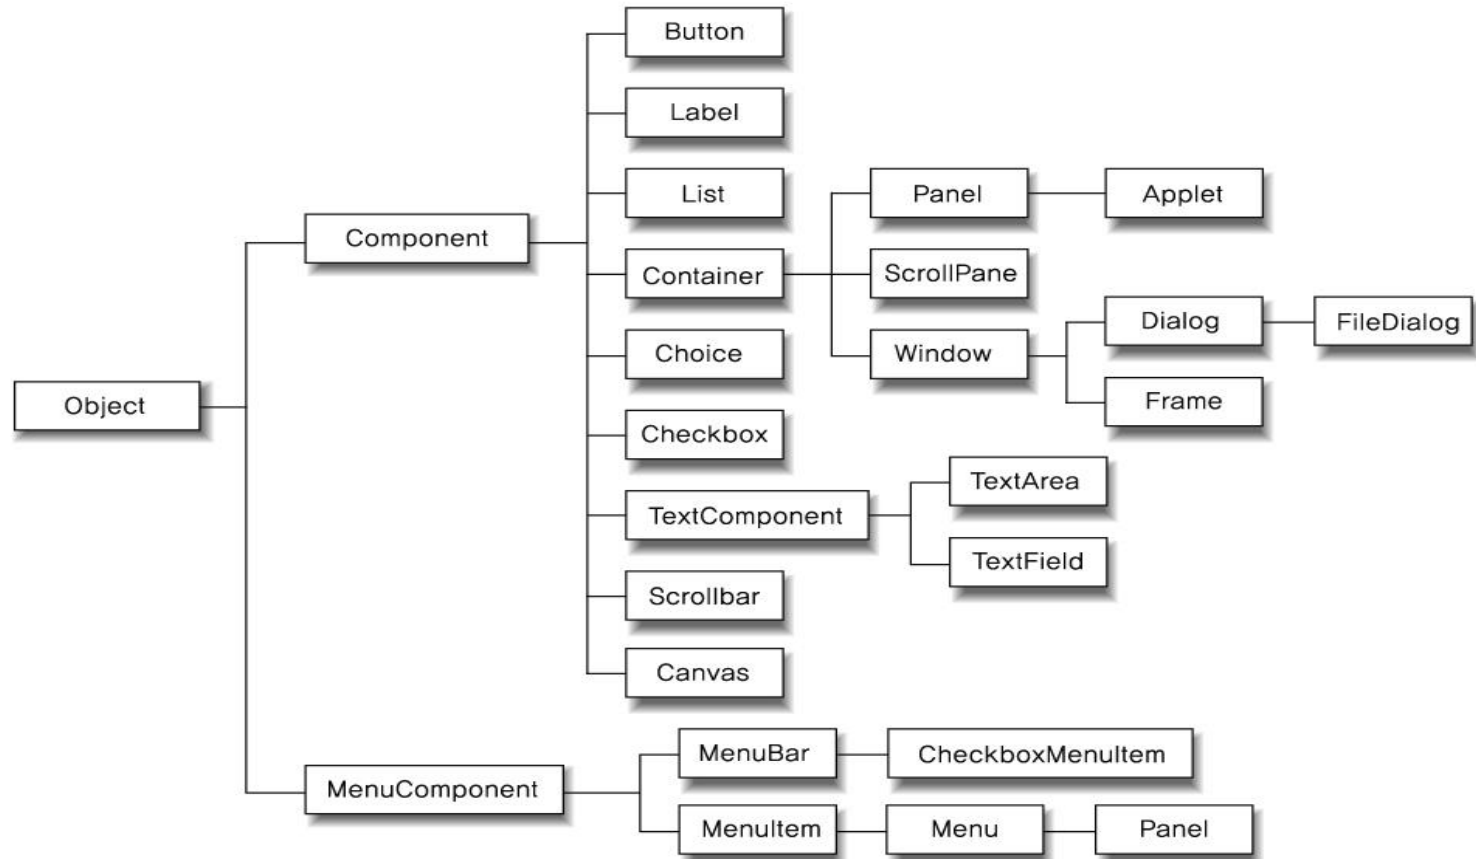 Button
Label
List
Panel
Applet
Component
Container
ScrollPane
Dialog
FileDialog
Choice
Window
Object
Frame
Checkbox
TextArea
TextComponent
TextField
Scrollbar
Canvas
MenuBar
CheckboxMenuItem
MenuComponent
MenuItem
Menu
Panel